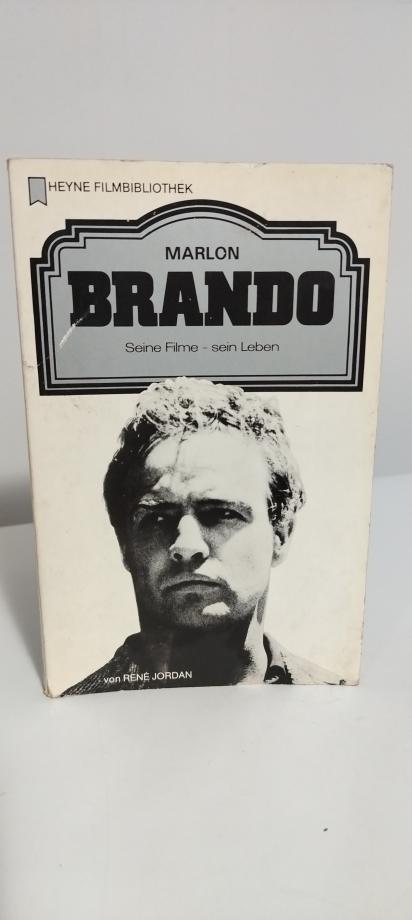 HEYNE FILMBIBLIOTHEK
MARLON
BRANDO
Seine Filme – sein Leben
von RENÉ JORDAN